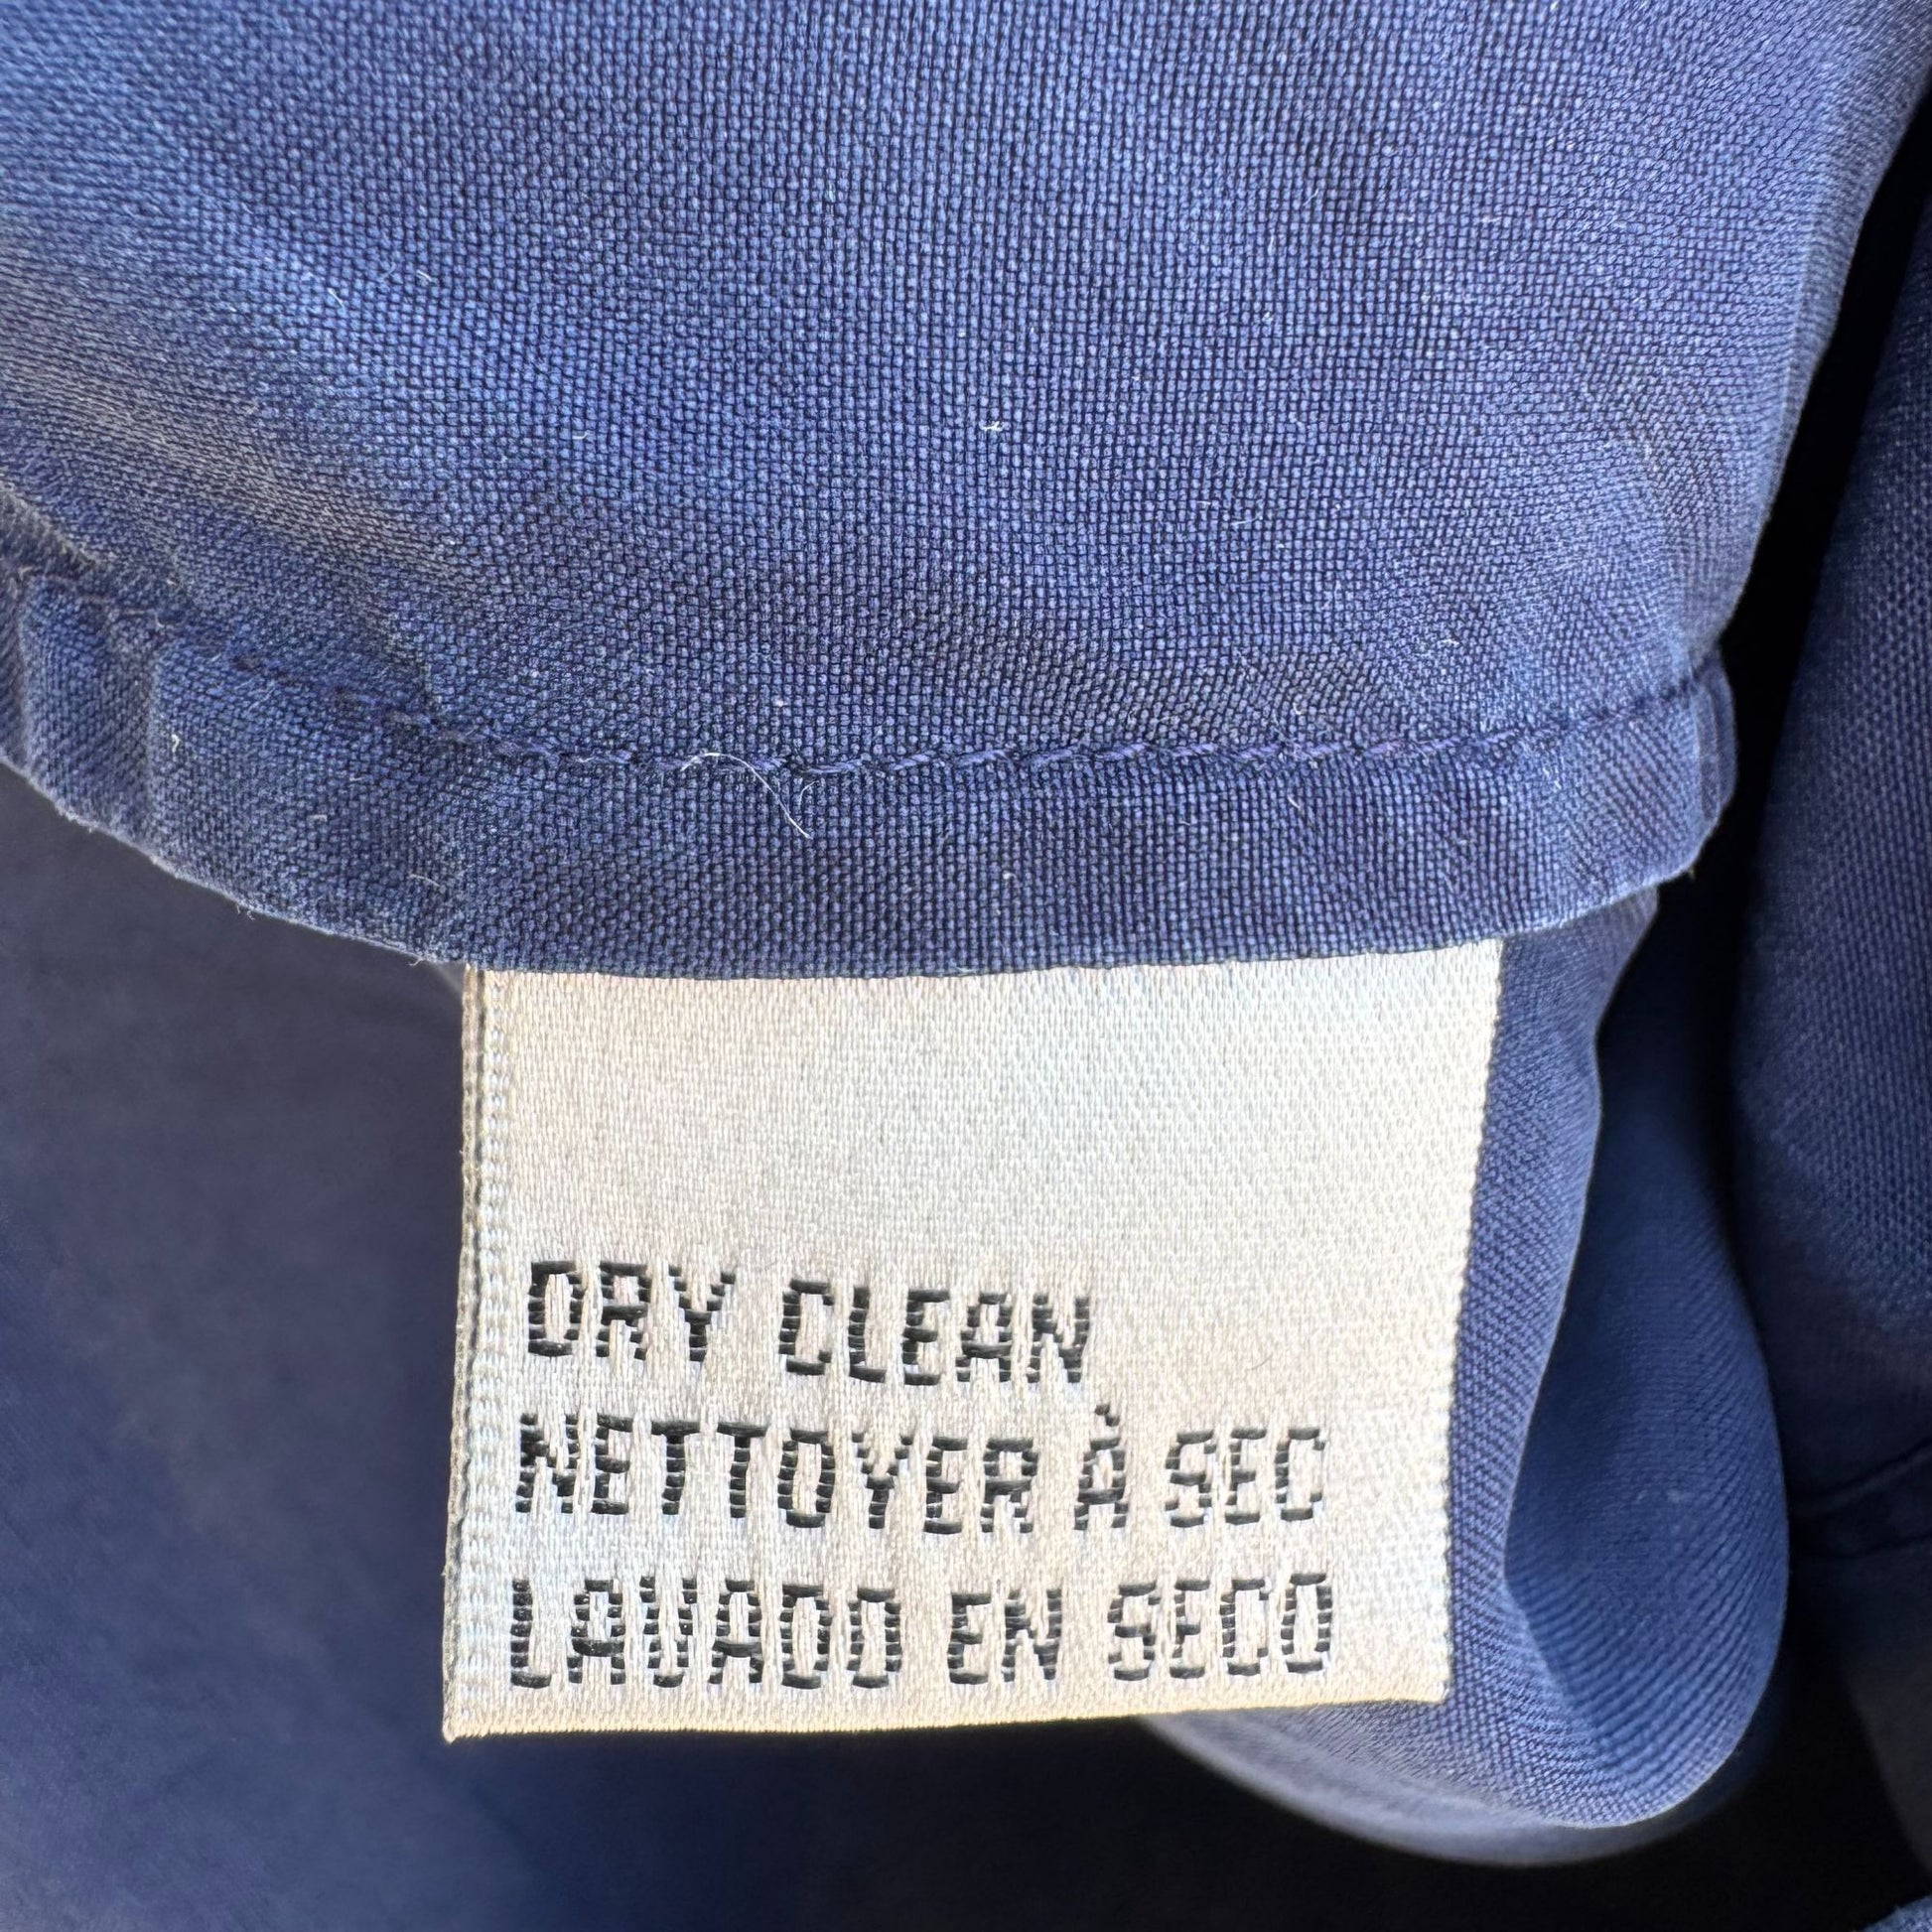 DRY CLEAN
NETTOYER À SEC
LAVADO EN SECO